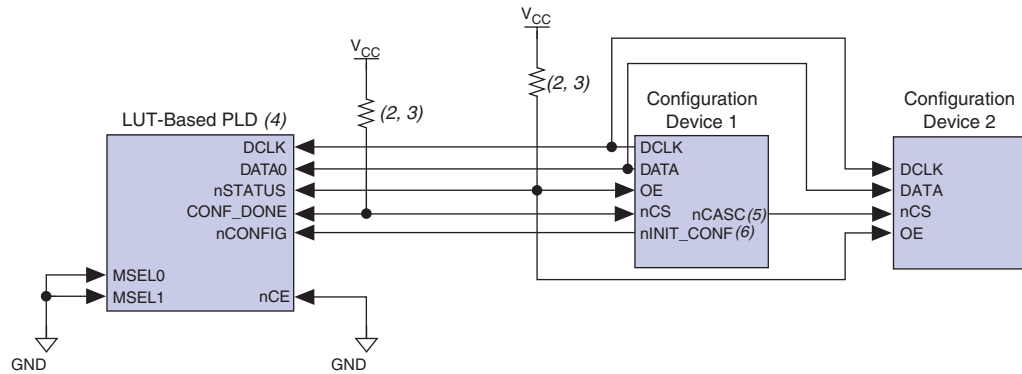 VCC
VCC
(2, 3)
(2, 3)
LUT-Based PLD (4)
DCLK
DATA0
nSTATUS
CONF_DONE
nCONFIG
MSEL0
MSEL1
nCE
GND
GND
Configuration
Device 1
DCLK
DATA
OE
nCS
nCASC(5)
nINIT_CONF(6)
Configuration
Device 2
DCLK
DATA
nCS
OE